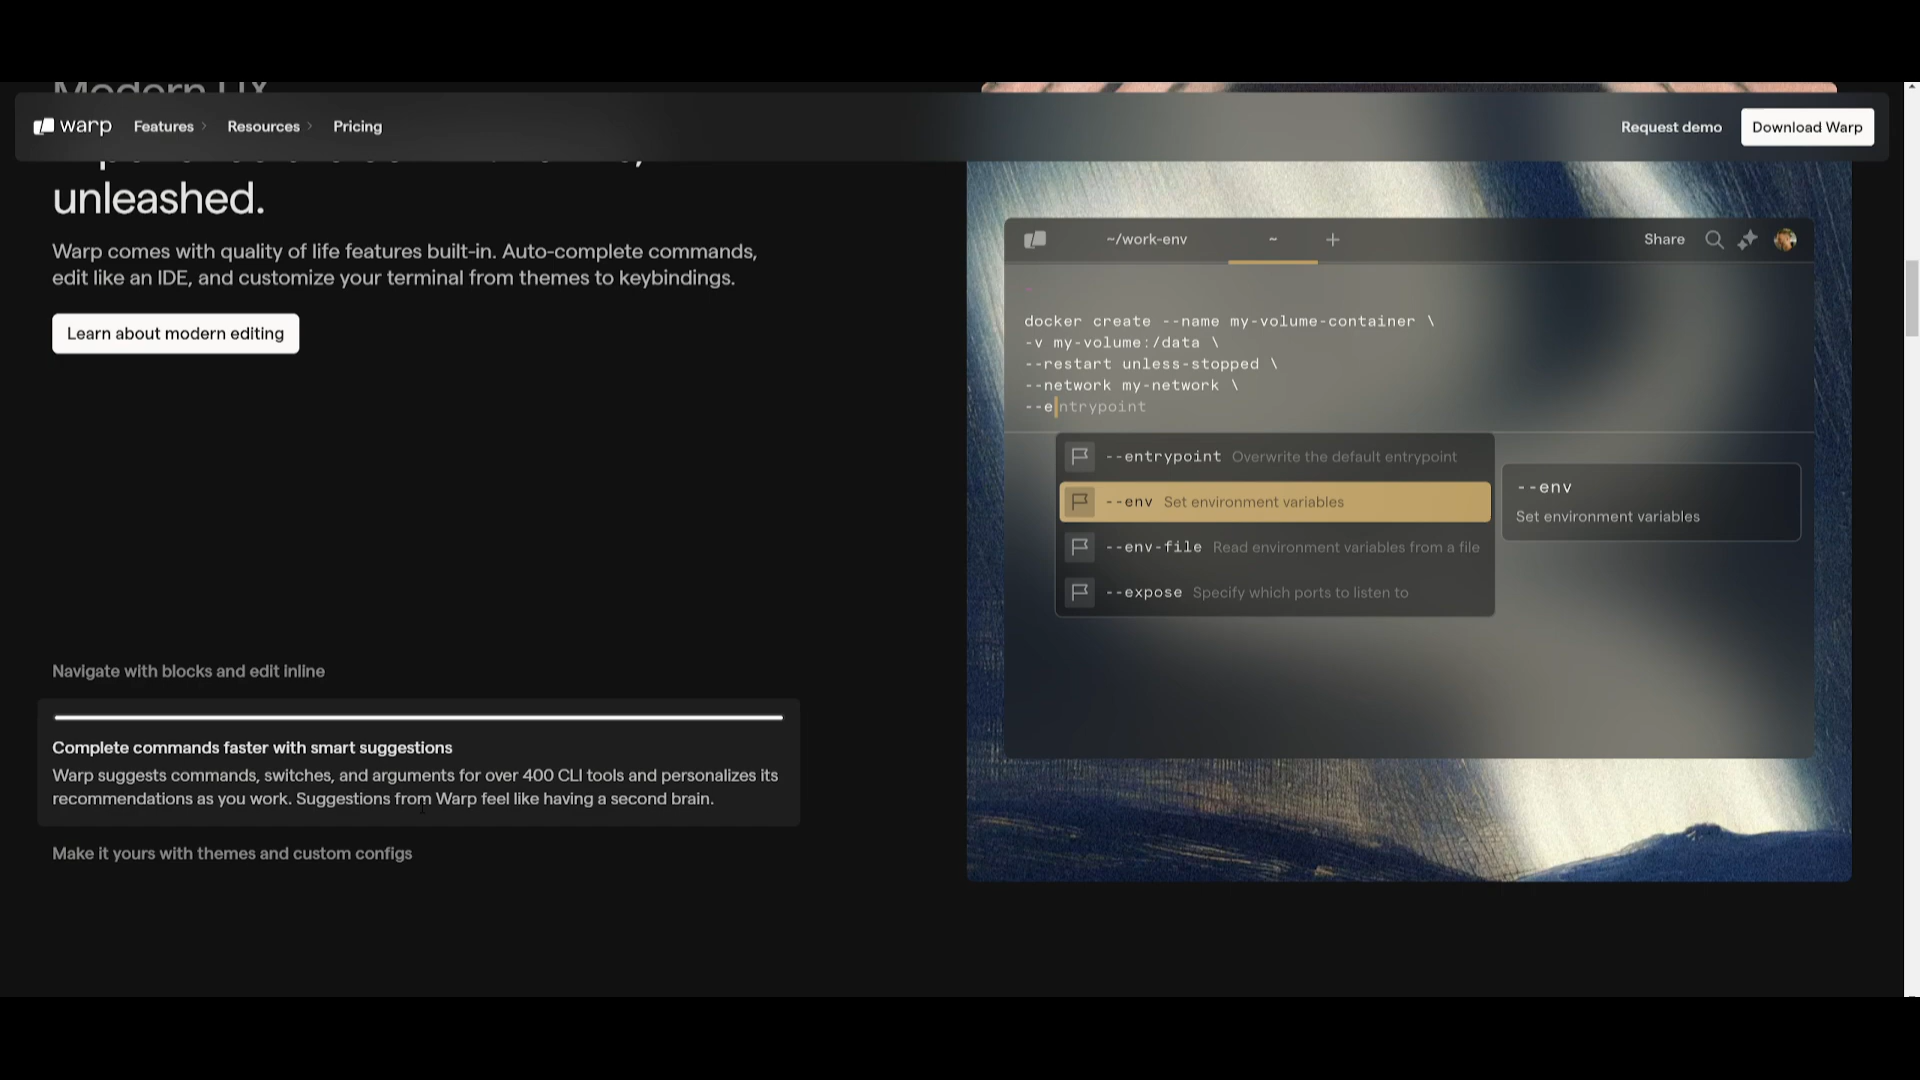 Modern UX
warp
Features
Resources
Pricing
Request demo
Download Warp
unleashed.
Warp comes with quality of life features built-in. Auto-complete commands,
edit like an IDE, and customize your terminal from themes to keybindings.
Learn about modern editing
Navigate with blocks and edit inline
Complete commands faster with smart suggestions
Warp suggests commands, switches, and arguments for over 400 CLI tools and personalizes its
recommendations as you work. Suggestions from Warp feel like having a second brain.
Make it yours with themes and custom configs
~/work-env
~
+
Share
~
docker create --name my-volume-container \
-v my-volume:/data \
--restart unless-stopped \
--network my-network \
--entrypoint
--entrypoint Overwrite the default entrypoint
--env Set environment variables
--env-file Read environment variables from a file
--expose Specify which ports to listen to
--env
Set environment variables